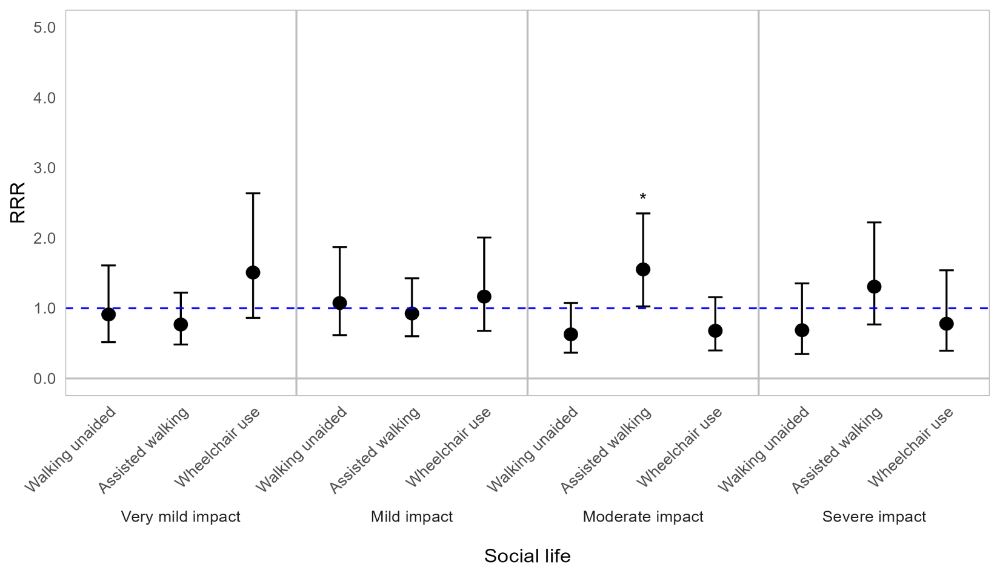 5.0
4.0
3.0
2.0
1.0
0.0
RRR
*
Walking unaided
Assisted walking
Wheelchair use
Walking unaided
Assisted walking
Wheelchair use
Walking unaided
Assisted walking
Wheelchair use
Walking unaided
Assisted walking
Wheelchair use
Very mild impact
Mild impact
Moderate impact
Severe impact
Social life